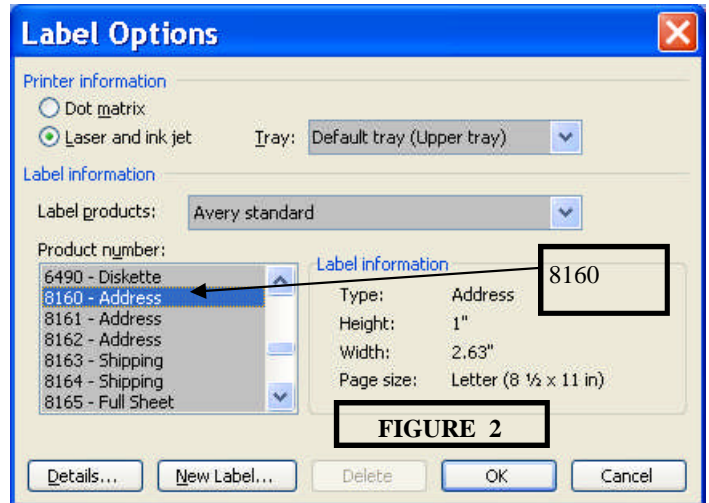 Label Options
Printer information
Dot matrix
Laser and ink jet Tray: Default tray (Upper tray)
Label information
Label products: Avery standard
Product number:
6490 - Diskette
8160 - Address
8161 - Address
8162 - Address
8163 - Shipping
8164 - Shipping
8165 - Full Sheet
Label information
8160
Type: Address
Height: 1"
Width: 2.63"
Page size: Letter (8 ½ x 11 in)
FIGURE 2
Details... New Label... Delete OK Cancel